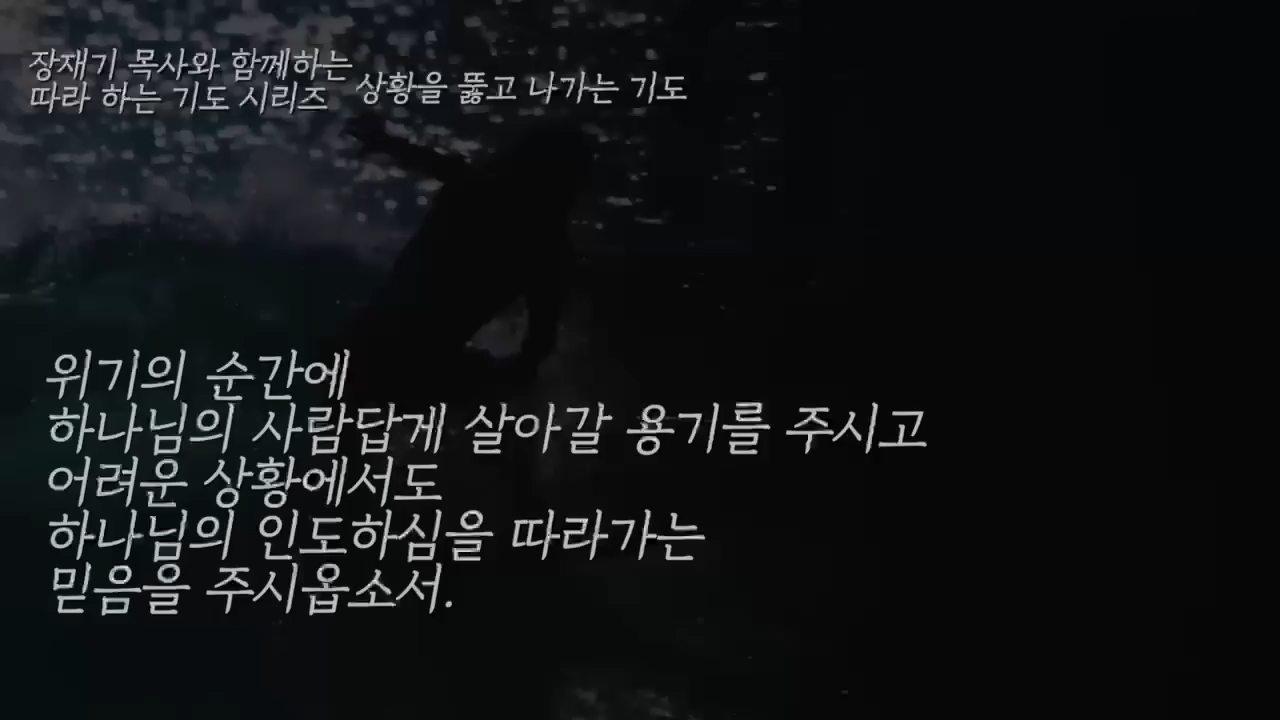 장재기 목사와 함께하는
따라 하는 기도 시리즈
상황을 뚫고 나가는 기도
위기의 순간에
하나님의 사람답게 살아갈 용기를 주시고
어려운 상황에서도
하나님의 인도하심을 따라가는
믿음을 주시옵소서.